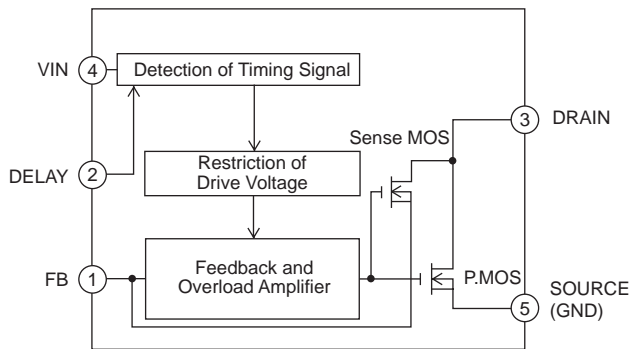 VIN
4
Detection of Timing Signal
3
DRAIN
Sense MOS
DELAY
2
Restriction of
Drive Voltage
FB
1
Feedback and
Overload Amplifier
P.MOS
SOURCE
(GND)
5